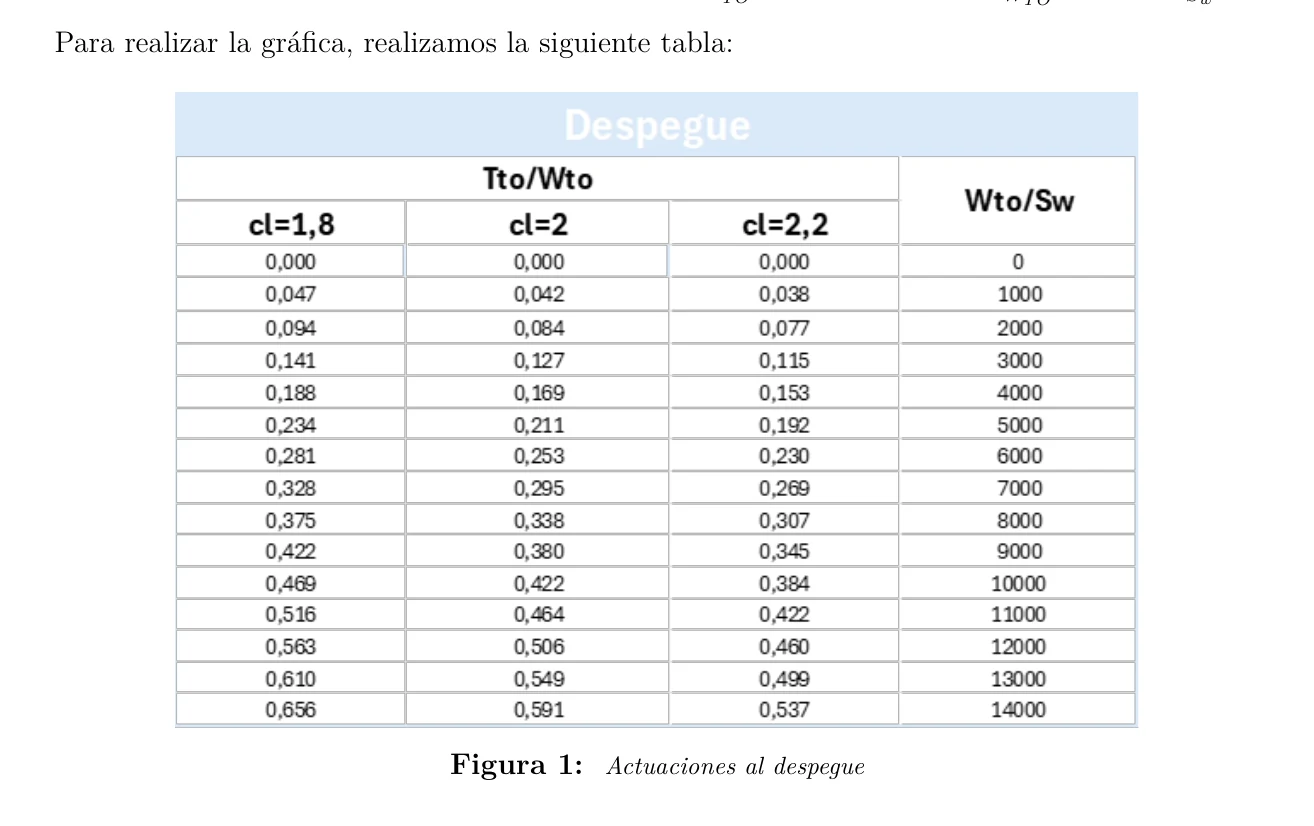 Para realizar la gráfica, realizamos la siguiente tabla:
Despegue
Tto/Wto Wto/Sw
cl=1,8 cl=2 cl=2,2
0,000 0,000 0,000 0
0,047 0,042 0,038 1000
0,094 0,084 0,077 2000
0,141 0,127 0,115 3000
0,188 0,169 0,153 4000
0,234 0,211 0,192 5000
0,281 0,253 0,230 6000
0,328 0,295 0,269 7000
0,375 0,338 0,307 8000
0,422 0,380 0,345 9000
0,469 0,422 0,384 10000
0,516 0,464 0,422 11000
0,563 0,506 0,460 12000
0,610 0,549 0,499 13000
0,656 0,591 0,537 14000
Figura 1: Actuaciones al despegue